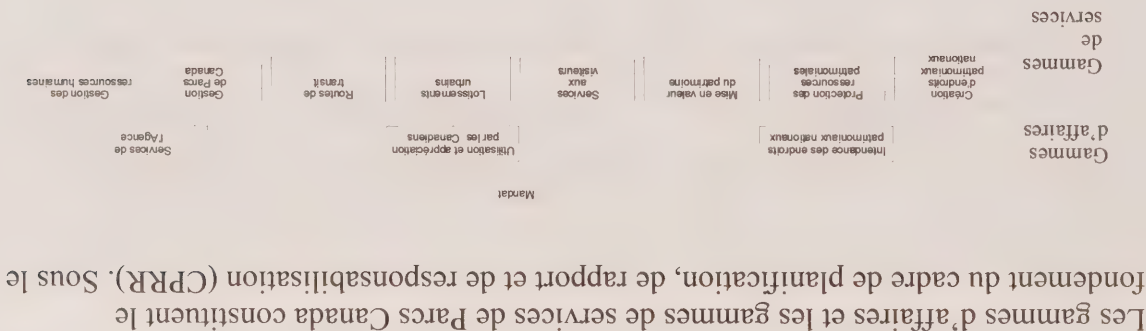 Les gammes d'affaires et les gammes de services de Parcs Canada constituent le
fondement du cadre de planification, de rapport et de responsabilisation (CPRR). Sous le
Mandat
Gammes
d'affaires
Intendance des endroits
patrimoniaux nationaux
Utilisation et appréciation
par les Canadiens
Services de
l'Agence
Gammes
de
services
Création
d'endroits
patrimoniaux
nationaux
Protection des
ressources
patrimoniales
Mise en valeur
du patrimoine
Services
aux
visiteurs
Lotissements
urbains
Routes de
transit
Gestion
de Parcs
Canada
Gestion des
ressources humaines